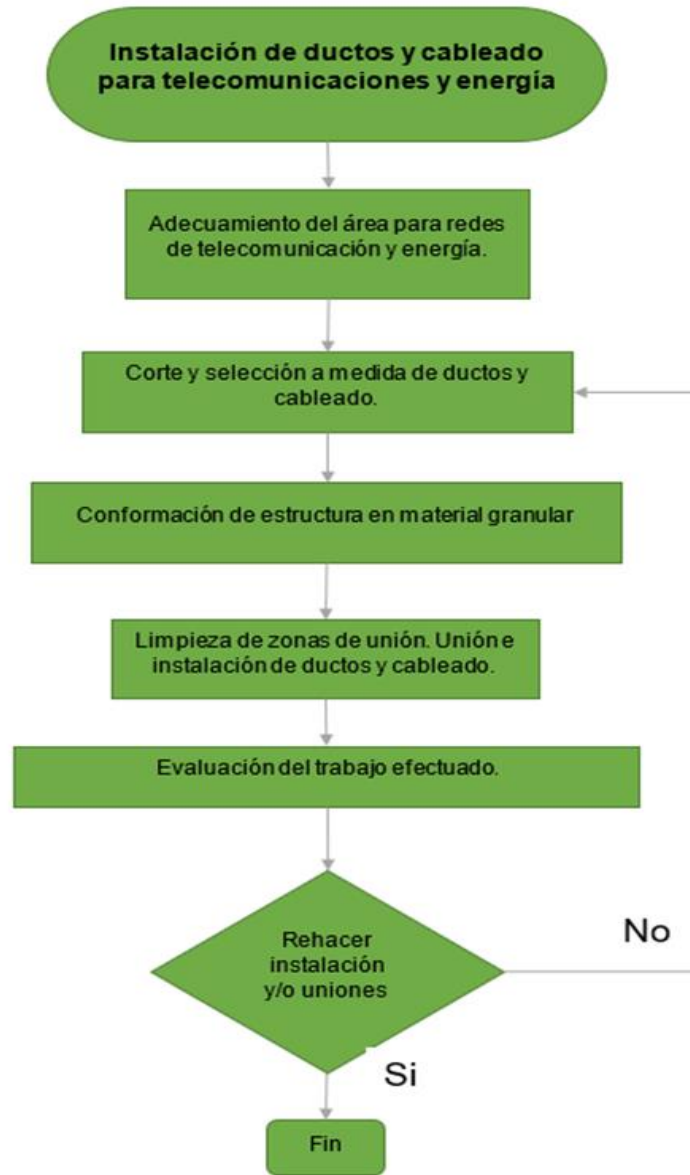 Instalación de ductos y cableado
para telecomunicaciones y energía
Adecuamiento del área para redes
de telecomunicación y energía.
Corte y selección a medida de ductos y
cableado.
Conformación de estructura en material granular
Limpieza de zonas de unión. Unión e
instalación de ductos y cableado.
Evaluación del trabajo efectuado.
Rehacer
instalación
y/o uniones
No
Si
Fin